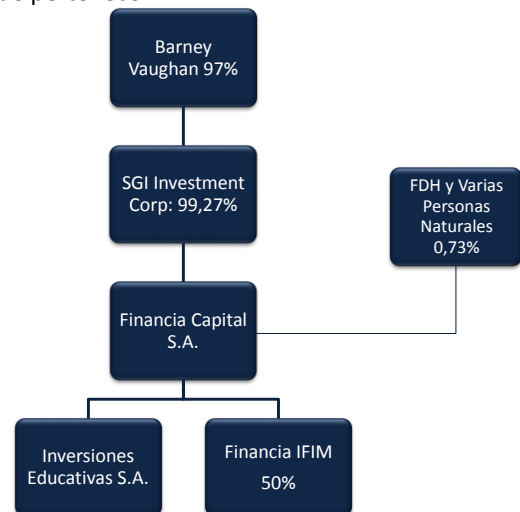 Barney
Vaughan 97%
SGI Investment
Corp: 99,27%
FDH y Varias
Personas
Naturales
0,73%
Financia Capital
S.A.
Inversiones
Educativas S.A.
Financia IFIM
50%